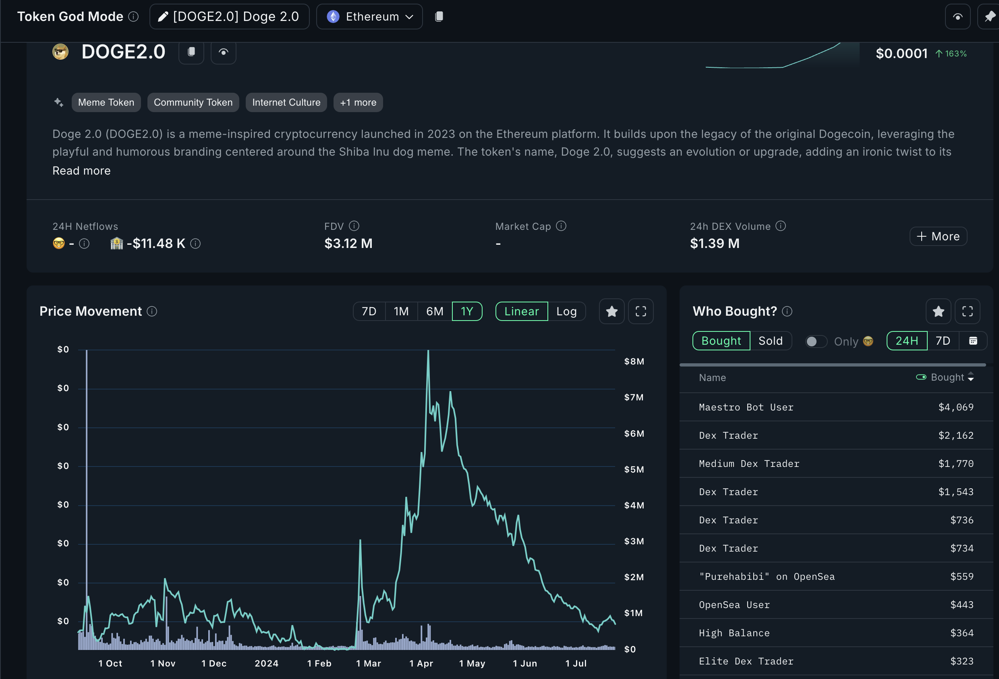 Token God Mode
[DOGE2.0] Doge 2.0
Ethereum
DOGE2.0
$0.0001 ↑ 163%
Meme Token
Community Token
Internet Culture
+1 more
Doge 2.0 (DOGE2.0) is a meme-inspired cryptocurrency launched in 2023 on the Ethereum platform. It builds upon the legacy of the original Dogecoin, leveraging the
playful and humorous branding centered around the Shiba Inu dog meme. The token's name, Doge 2.0, suggests an evolution or upgrade, adding an ironic twist to its
Read more
24H Netflows
- -$11.48 K
FDV
$3.12 M
Market Cap
-
24h DEX Volume
$1.39 M
+ More
Price Movement
7D 1M 6M 1Y
Linear Log
$0
$0
$0
$0
$0
$0
$0
$0
$8M
$7M
$6M
$5M
$4M
$3M
$2M
$1M
$0
1 Oct 1 Nov 1 Dec 2024 1 Feb 1 Mar 1 Apr 1 May 1 Jun 1 Jul
Who Bought?
Bought Sold
Only
24H 7D
Name Bought
Maestro Bot User $4,069
Dex Trader $2,162
Medium Dex Trader $1,770
Dex Trader $1,543
Dex Trader $736
Dex Trader $734
"Purehabibi" on OpenSea $559
OpenSea User $443
High Balance $364
Elite Dex Trader $323